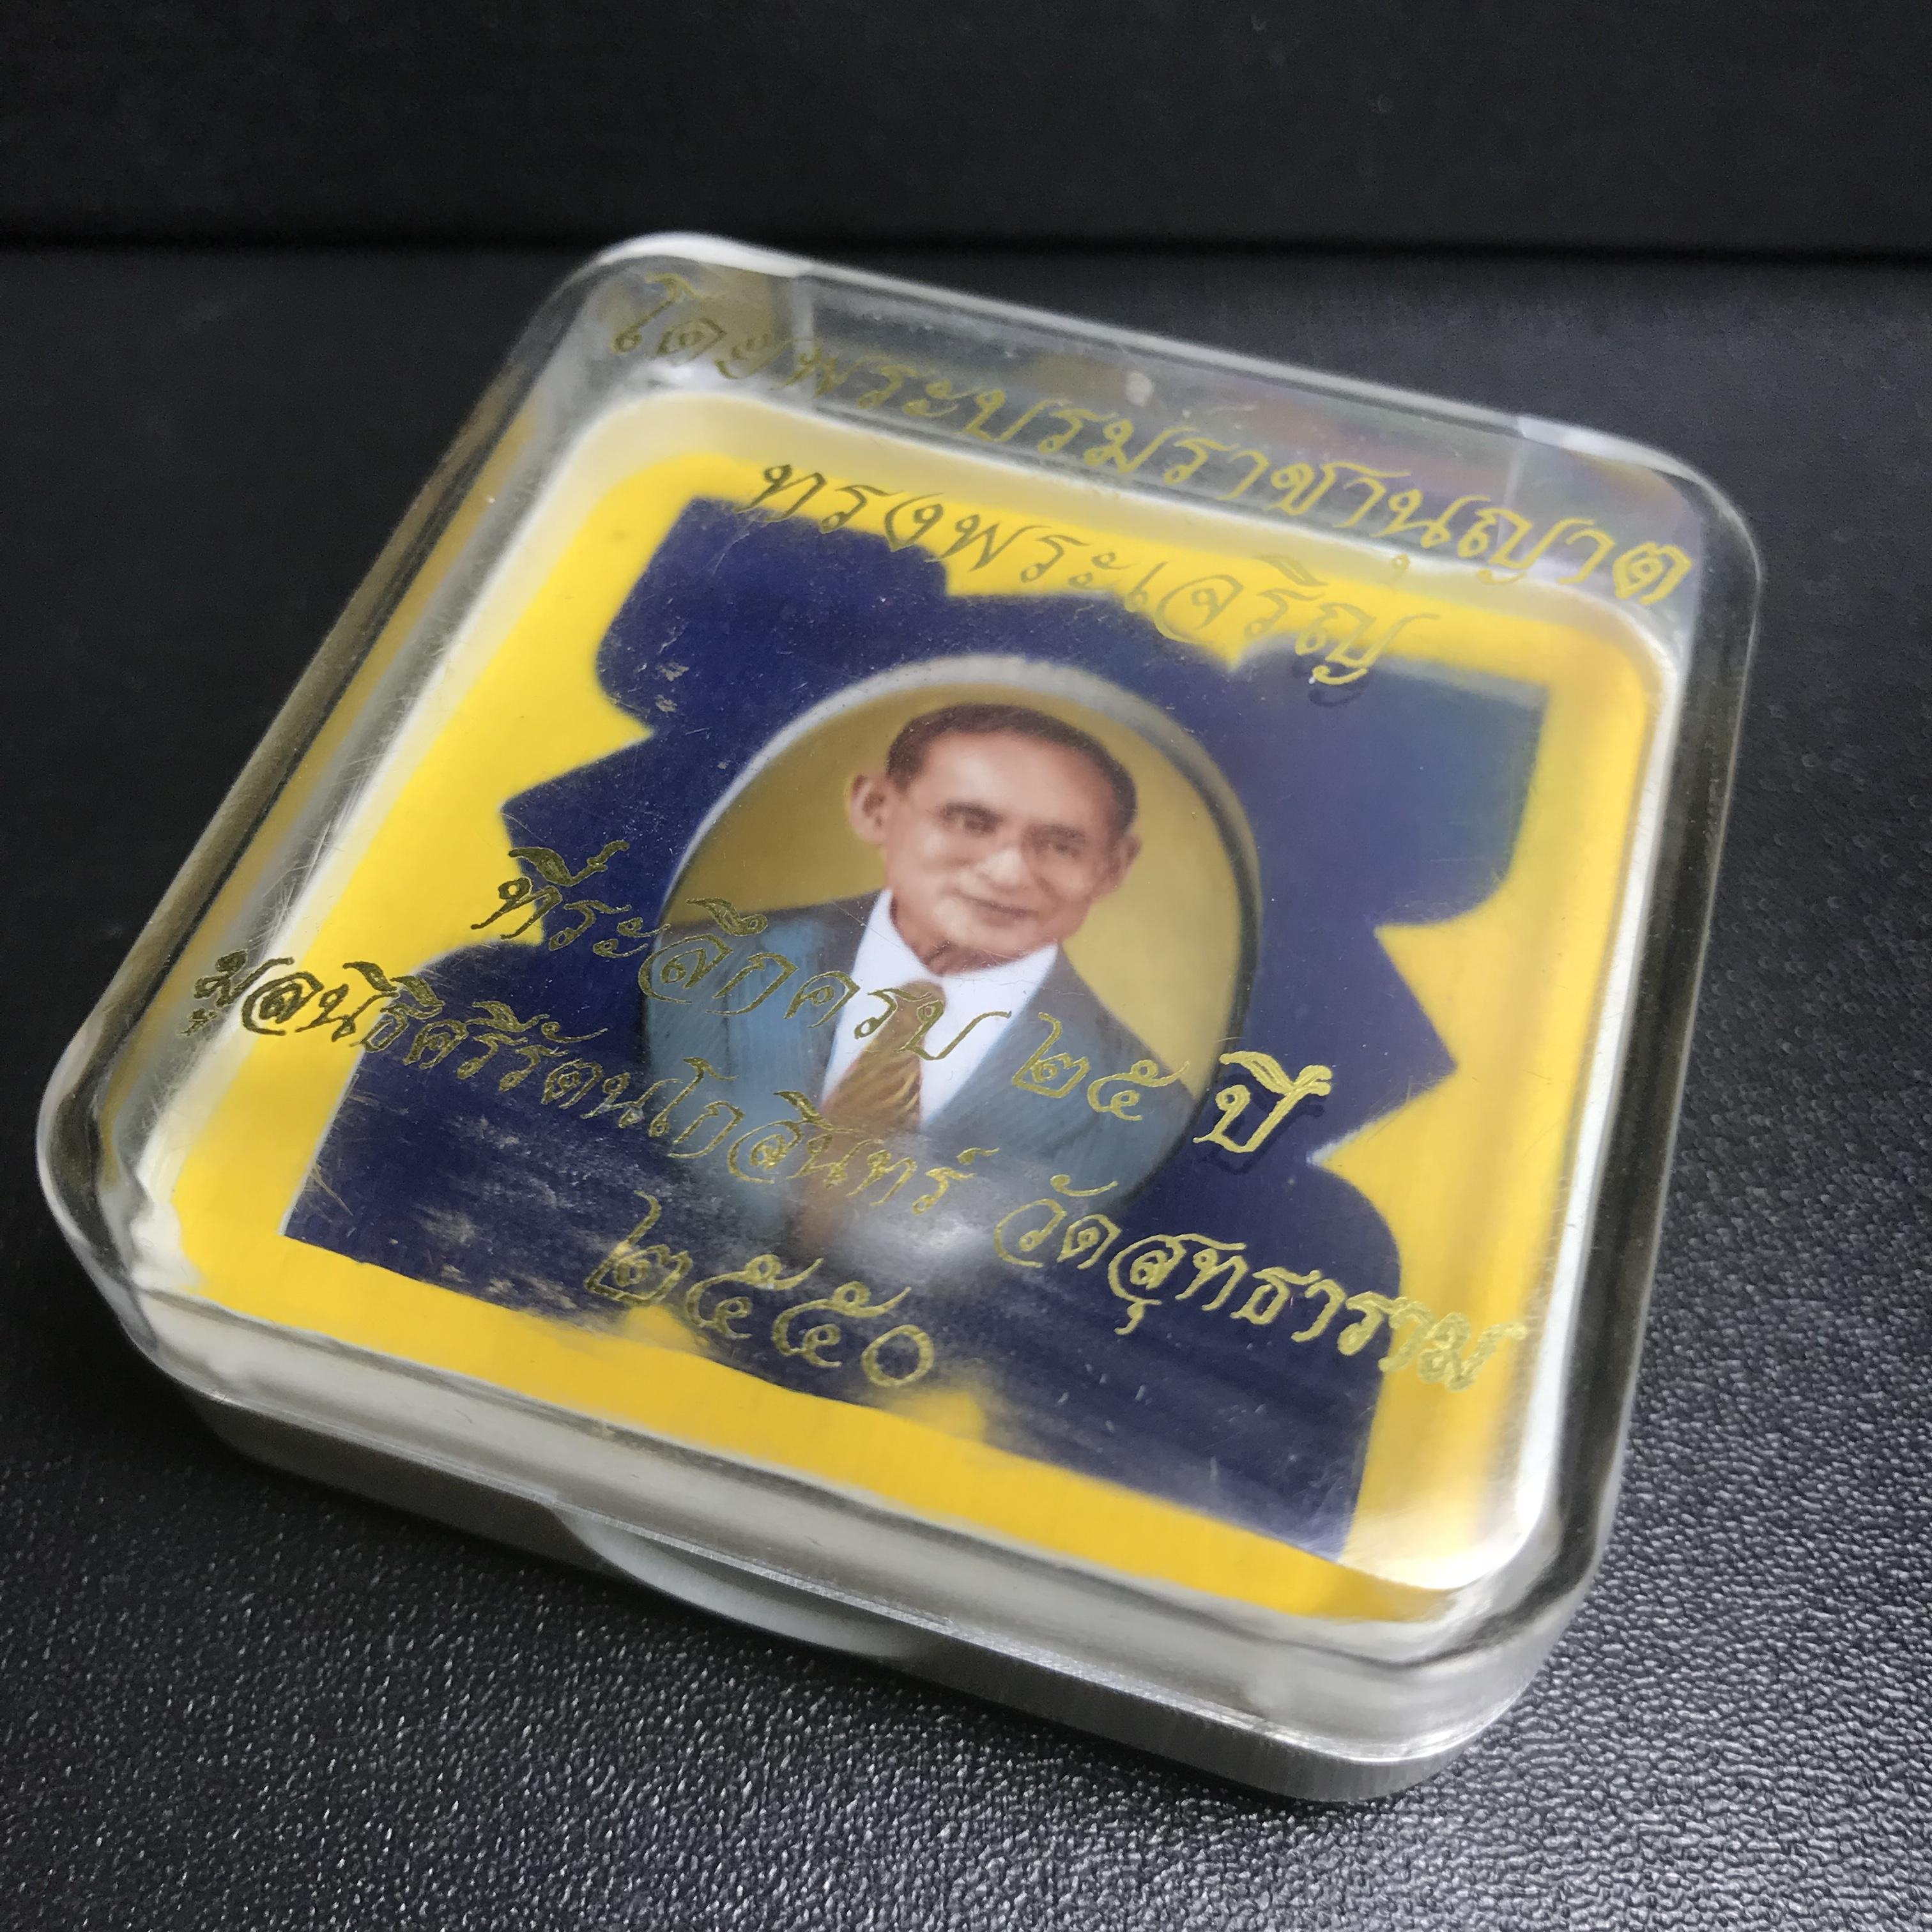 โดยพระบรมราชานุญาต
ทรงพระเจริญ
ที่ระลึกครบ ๒๕ ปี
มูลนิธิศรีรัตนโกสินทร์ วัดสุทธาราม
๒๕๕๐